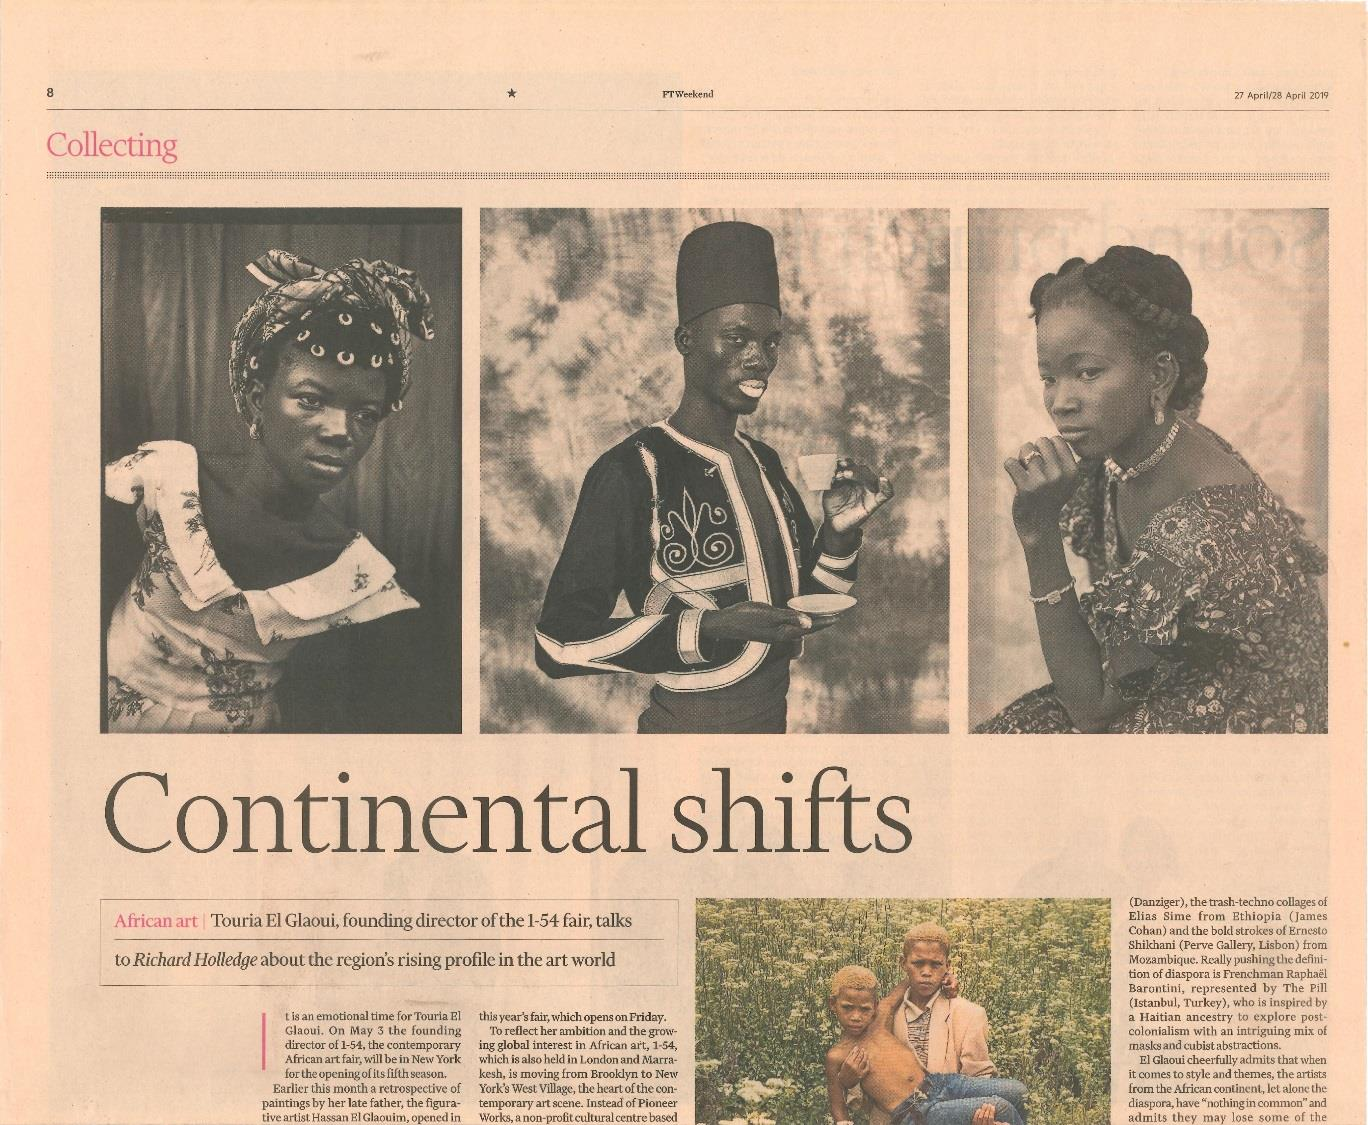 8
★
FTWeekend
27 April/28 April 2019
Collecting
Continental shifts
African art | Touria El Glaoui, founding director of the 1-54 fair, talks
to Richard Holledge about the region's rising profile in the art world
It is an emotional time for Touria El
Glaoui. On May 3 the founding
director of 1-54, the contemporary
African art fair, will be in New York
for the opening of its fifth season.
Earlier this month a retrospective of
paintings by her late father, the figura-
tive artist Hassan El Glaouim, opened in
this year's fair, which opens on Friday.
To reflect her ambition and the grow-
ing global interest in African art, 1-54,
which is also held in London and Marra-
kesh, is moving from Brooklyn to New
York's West Village, the heart of the con-
temporary art scene. Instead of Pioneer
Works, a non-profit cultural centre based
(Danziger), the trash-techno collages of
Elias Sime from Ethiopia (James
Cohan) and the bold strokes of Ernesto
Shikhani (Perve Gallery, Lisbon) from
Mozambique. Really pushing the defini-
tion of diaspora is Frenchman Raphaël
Barontini, represented by The Pill
(Istanbul, Turkey), who is inspired by
a Haitian ancestry to explore post-
colonialism with an intriguing mix of
masks and cubist abstractions.
El Glaoui cheerfully admits that when
it comes to style and themes, the artists
from the African continent, let alone the
diaspora, have "nothing in common" and
admits they may lose some of the